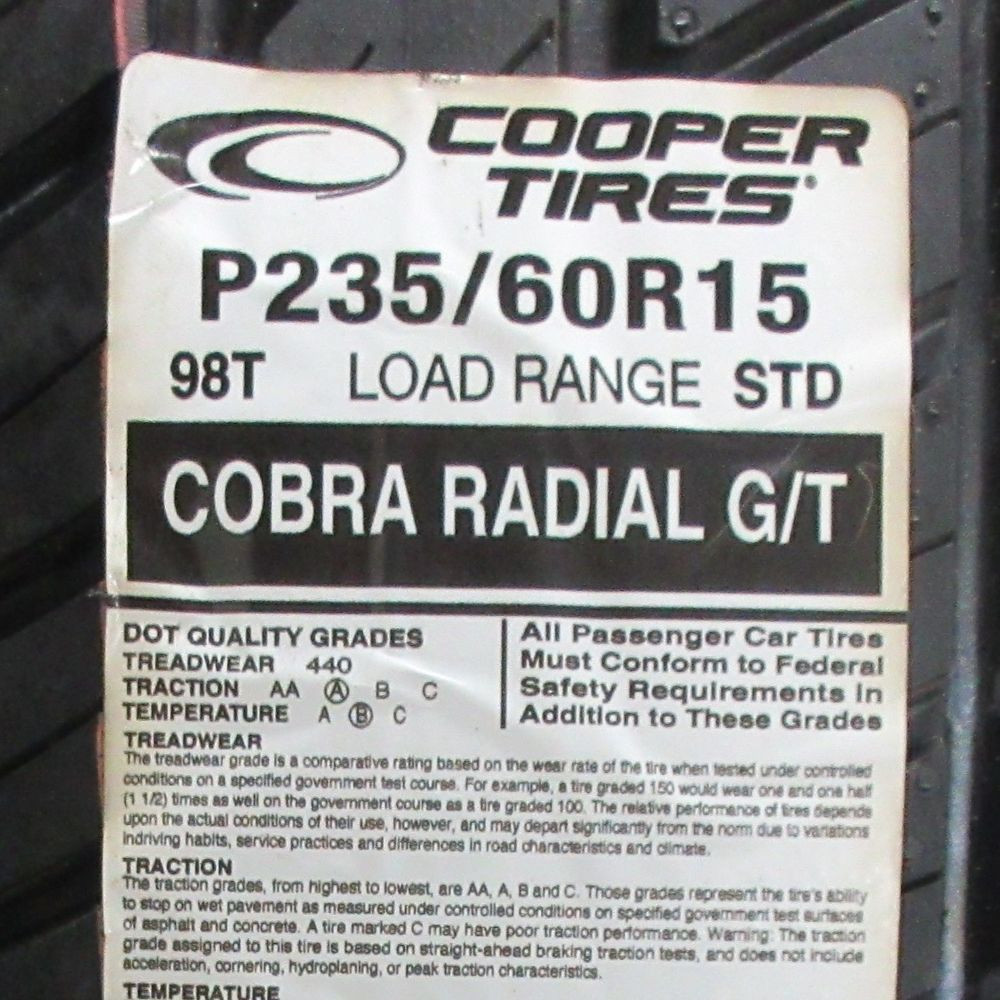 COOPER
TIRES
P235/60R15
98T LOAD RANGE STD
COBRA RADIAL G/T
DOT QUALITY GRADES
TREADWEAR 440
TRACTION AA A B C
TEMPERATURE A B C
All Passenger Car Tires
Must Conform to Federal
Safety Requirements In
Addition to These Grades
TREADWEAR
The treadwear grade is a comparative rating based on the wear rate of the tire when tested under controlled
conditions on a specified government test course. For example, a tire graded 150 would wear one and one half
(1 1/2) times as well on the government course as a tire graded 100. The relative performance of tires depends
upon the actual conditions of their use, however, and may depart significantly from the norm due to variations
indriving habits, service practices and differences in road characteristics and climate.
TRACTION
The traction grades, from highest to lowest, are AA, A, B and C. Those grades represent the tire's ability
to stop on wet pavement as measured under controlled conditions on specified government test surfaces
of asphalt and concrete. A tire marked C may have poor traction performance. Warning: The traction
grade assigned to this tire is based on straight-ahead braking traction tests, and does not include
acceleration, cornering, hydroplaning, or peak traction characteristics.
TEMPERATURE